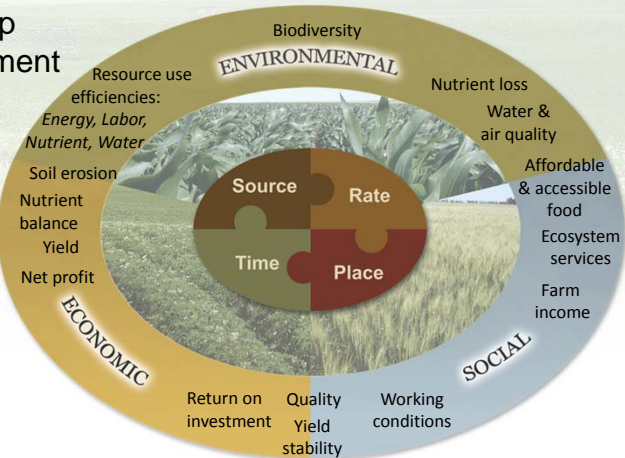 Biodiversity
ENVIRONMENTAL
Resource use
efficiencies:
Energy, Labor,
Nutrient, Water
Nutrient loss
Water &
air quality
Soil erosion
Nutrient
balance
Yield
Net profit
ECONOMIC
Affordable
& accessible
food
Ecosystem
services
Farm
income
SOCIAL
Source
Rate
Time
Place
Return on
investment
Quality
Yield
stability
Working
conditions